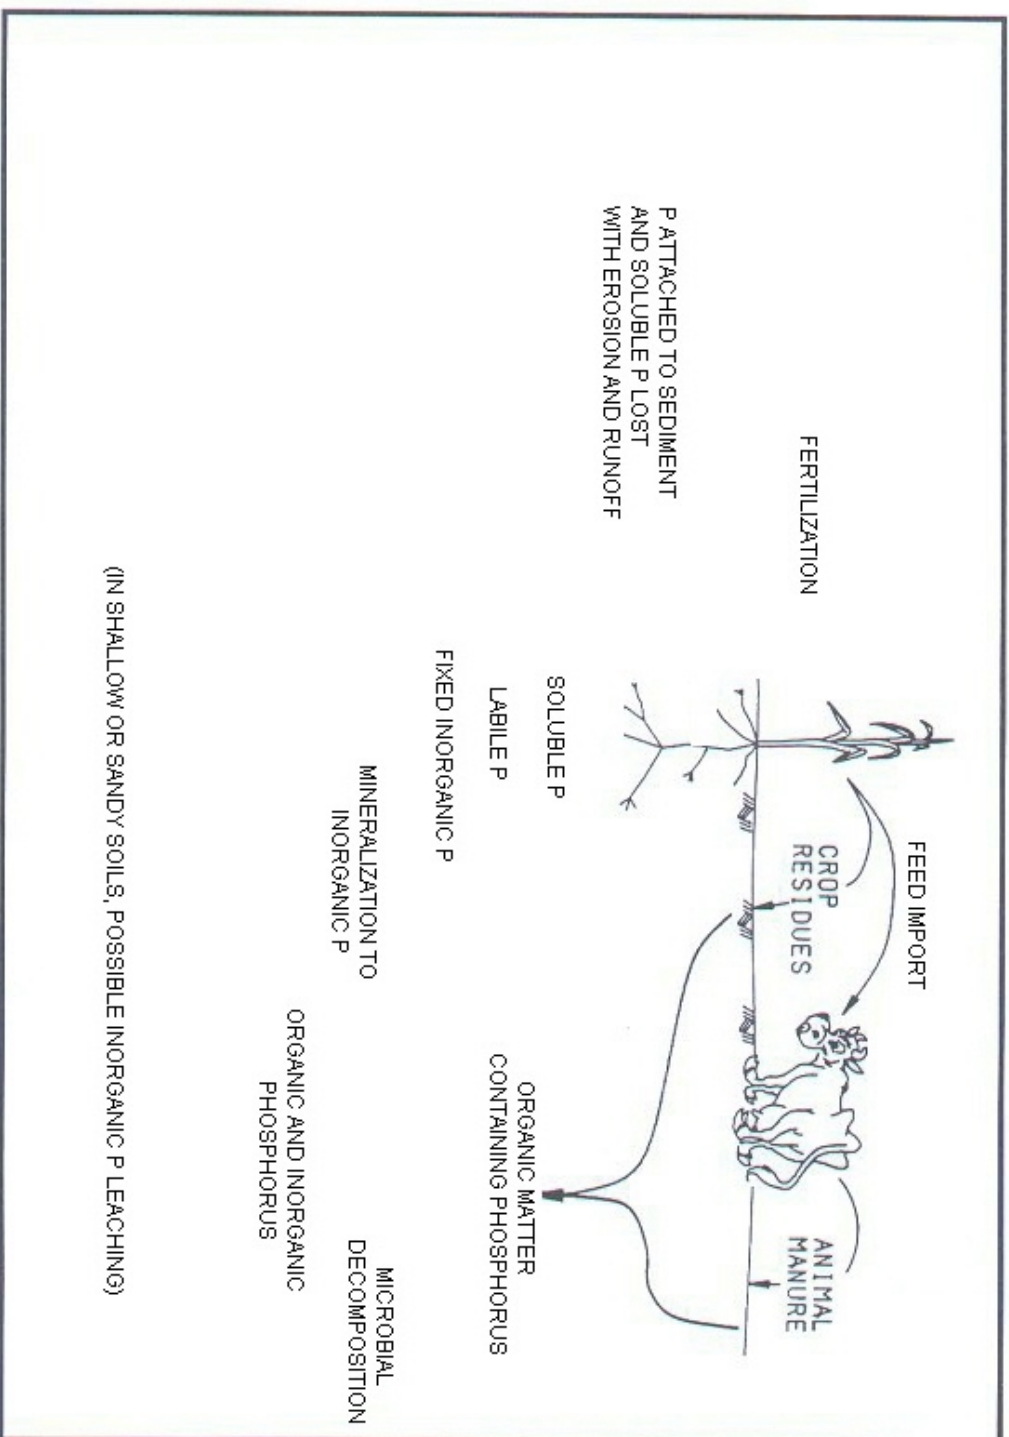 FEED IMPORT
FERTILIZATION
CROP
RESIDUES
ANIMAL
MANURE
P ATTACHED TO SEDIMENT
AND SOLUBLE P LOST
WITH EROSION AND RUNOFF
SOLUBLE P
LABILE P
FIXED INORGANIC P
ORGANIC MATTER
CONTAINING PHOSPHORUS
MINERALIZATION TO
INORGANIC P
MICROBIAL
DECOMPOSITION
ORGANIC AND INORGANIC
PHOSPHORUS
(IN SHALLOW OR SANDY SOILS, POSSIBLE INORGANIC P LEACHING)